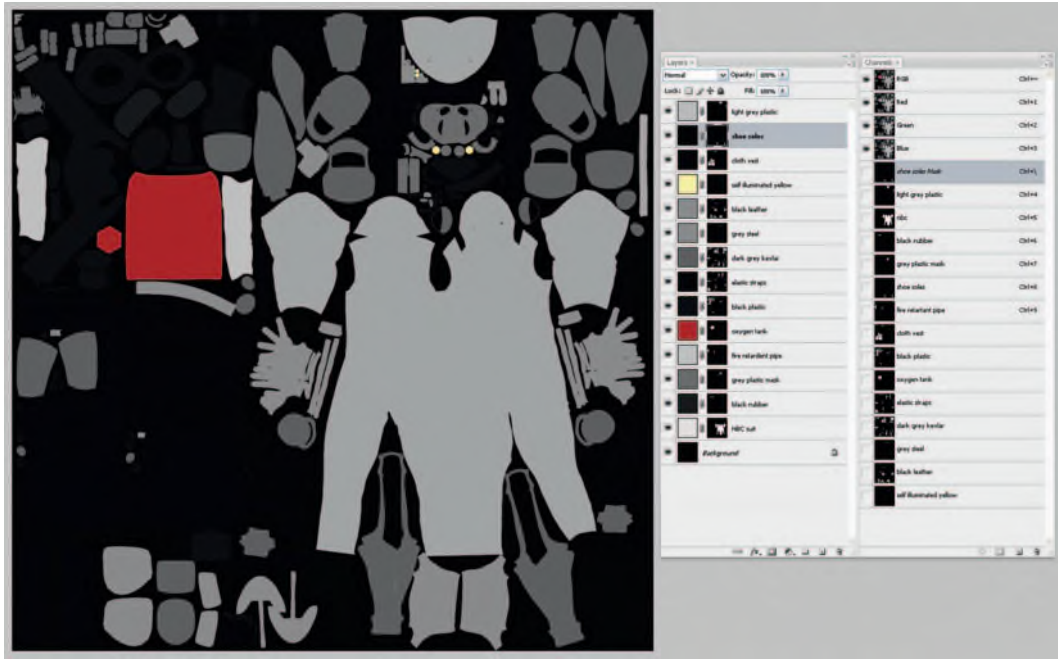 Layers ×
Normal
Opacity: 100%
Lock:
Fill: 100%
light grey plastic
shoe soles
cloth vest
self illuminated yellow
black leather
grey steel
dark grey kevlar
elastic straps
black plastic
oxygen tank
fire retardent pipe
grey plastic mask
black rubber
NBC suit
Background
fx.
Channels ×
RGB Ctrl+~
Red Ctrl+1
Green Ctrl+2
Blue Ctrl+3
shoe soles Mask Ctrl+\
light grey plastic Ctrl+4
nbc Ctrl+5
black rubber Ctrl+6
grey plastic mask Ctrl+7
shoe soles Ctrl+8
fire retartant pipe Ctrl+9
cloth vest
black plastic
oxygen tank
elastic straps
dark grey kevlar
grey steel
black leather
self illuminated yellow